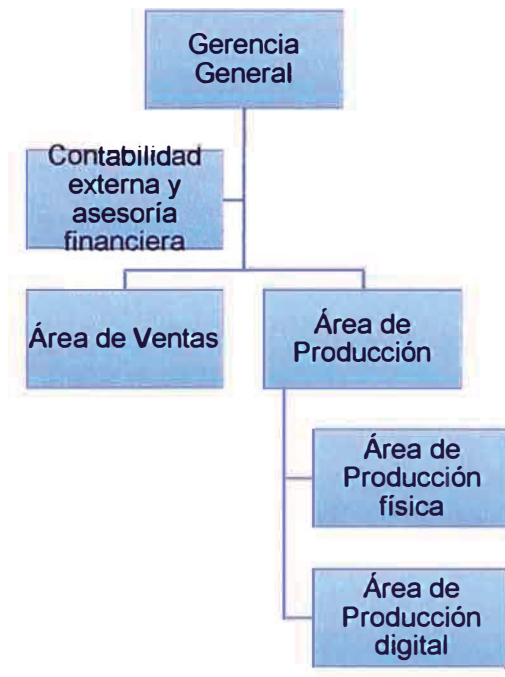 Gerencia
General
Contabilidad
externa y
asesoría
financiera
Área de Ventas
Área de
Producción
Área de
Producción
física
Área de
Producción
digital